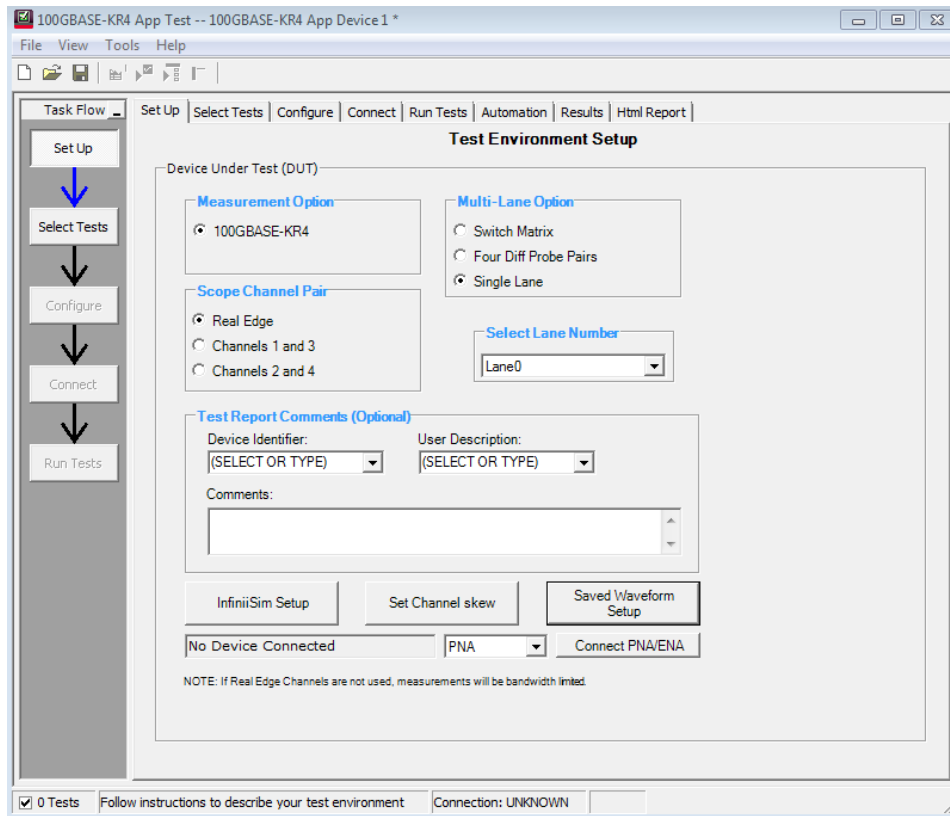 100GBASE-KR4 App Test -- 100GBASE-KR4 App Device 1 *
File View Tools Help
Task Flow
Set Up
Select Tests
Configure
Connect
Run Tests
Set Up Select Tests Configure Connect Run Tests Automation Results Html Report
Test Environment Setup
Device Under Test (DUT)
Measurement Option
100GBASE-KR4
Multi-Lane Option
Switch Matrix
Four Diff Probe Pairs
Single Lane
Scope Channel Pair
Real Edge
Channels 1 and 3
Channels 2 and 4
Select Lane Number
Lane0
Test Report Comments (Optional)
Device Identifier: User Description:
(SELECT OR TYPE) (SELECT OR TYPE)
Comments:
InfiniiSim Setup
Set Channel skew
Saved Waveform
Setup
No Device Connected PNA Connect PNA/ENA
NOTE: If Real Edge Channels are not used, measurements will be bandwidth limited.
0 Tests Follow instructions to describe your test environment Connection: UNKNOWN